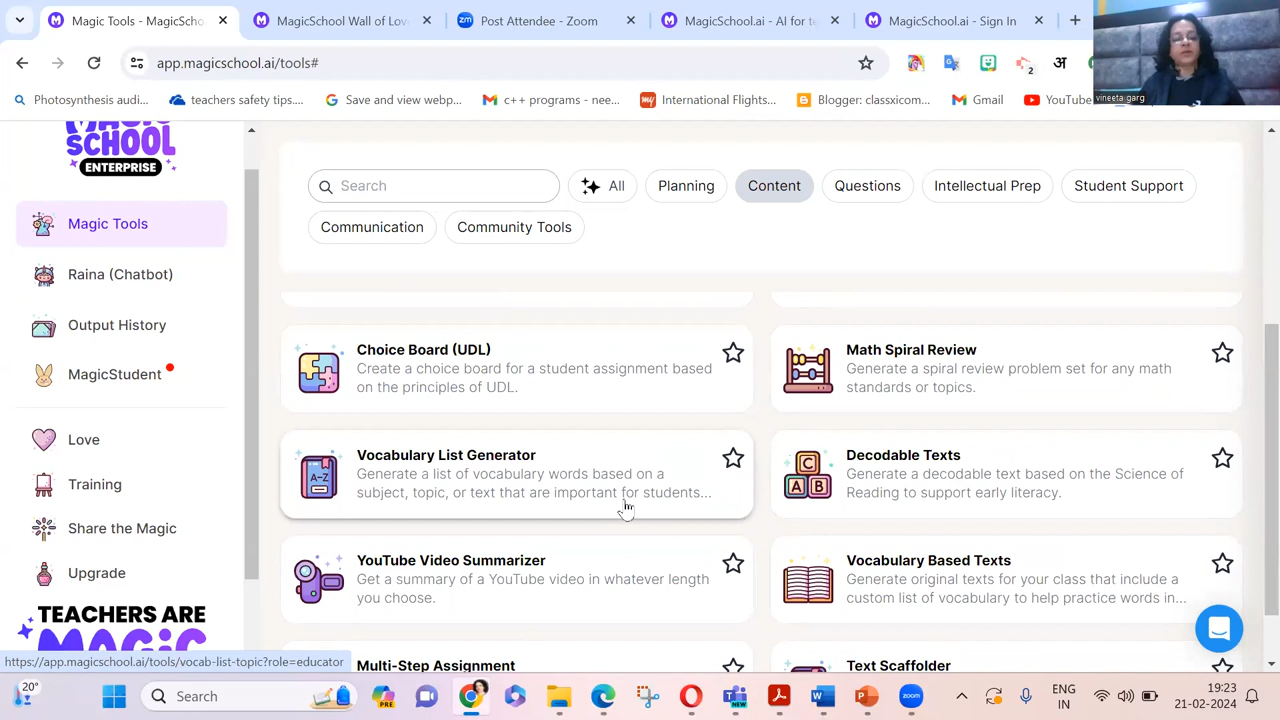 Magic Tools - MagicScho
MagicSchool Wall of Lov
Post Attendee - Zoom
MagicSchool.ai - AI for te
MagicSchool.ai - Sign In
app.magicschool.ai/tools#
2
अ
vineeta garg
Photosynthesis audi...
teachers safety tips....
Save and view webp...
c++ programs - nee...
International Flights...
Blogger:cbsxicom...
Gmail
YouTube
MAGIC
SCHOOL
ENTERPRISE
Magic Tools
Raina (Chatbot)
Output History
MagicStudent
Love
Training
Share the Magic
Upgrade
TEACHERS ARE
MAGIC
Search
All
Planning
Content
Questions
Intellectual Prep
Student Support
Communication
Community Tools
Choice Board (UDL)
Create a choice board for a student assignment based
on the principles of UDL.
Math Spiral Review
Generate a spiral review problem set for any math
standards or topics.
A-Z
Vocabulary List Generator
Generate a list of vocabulary words based on a
subject, topic, or text that are important for students...
C
A B
Decodable Texts
Generate a decodable text based on the Science of
Reading to support early literacy.
YouTube Video Summarizer
Get a summary of a YouTube video in whatever length
you choose.
Vocabulary Based Texts
Generate original texts for your class that include a
custom list of vocabulary to help practice words in...
Multi-Step Assignment
Text Scaffolder
https://app.magicschool.ai/tools/vocab-list-topic?role=educator
20°
Search
PRE
NEW
zoom
ENG
IN
19:23
21-02-2024